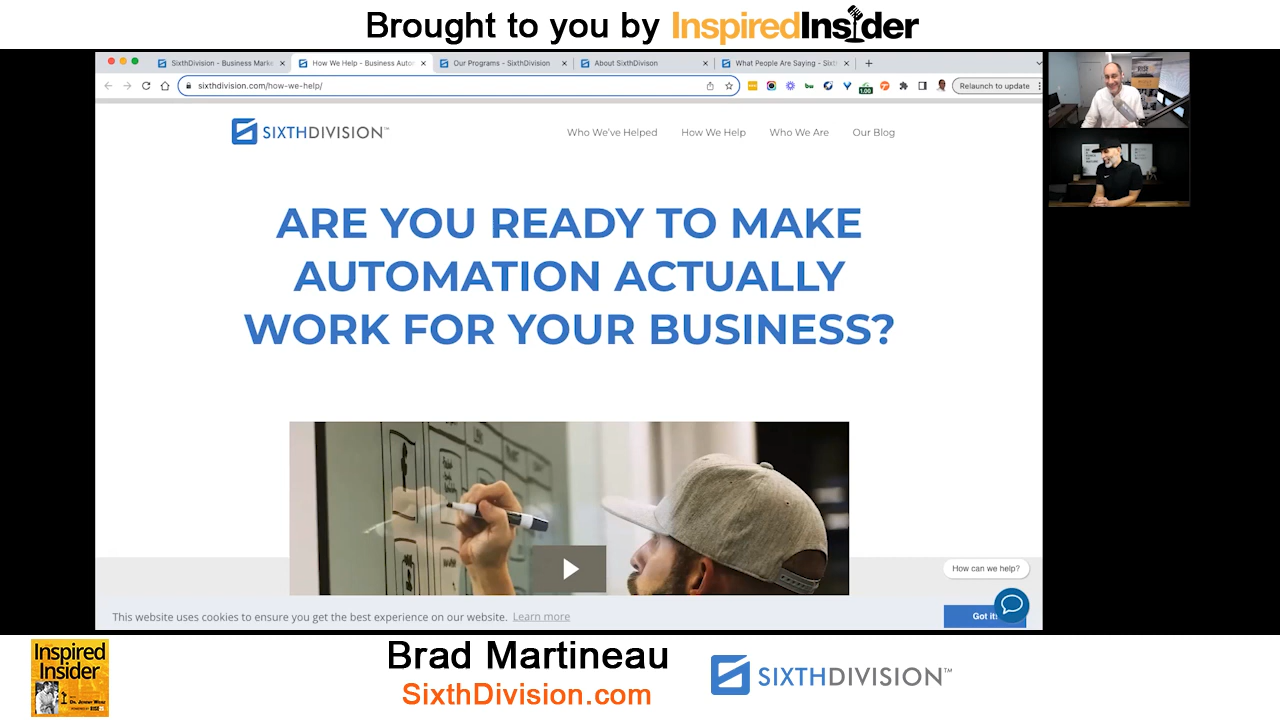 Brought to you by InspiredInsider
SixthDivision - Business Marke
How We Help - Business Autor
Our Programs - SixthDivision
About SixthDivison
What People Are Saying - Sixt
sixthdivision.com/how-we-help/
1.00
Relaunch to update
SIXTHDIVISION™
Who We've Helped
How We Help
Who We Are
Our Blog
ARE YOU READY TO MAKE
AUTOMATION ACTUALLY
WORK FOR YOUR BUSINESS?
How can we help?
This website uses cookies to ensure you get the best experience on our website. Learn more
Got it!
Inspired
Insider
Brad Martineau
SixthDivision.com
SIXTHDIVISION™